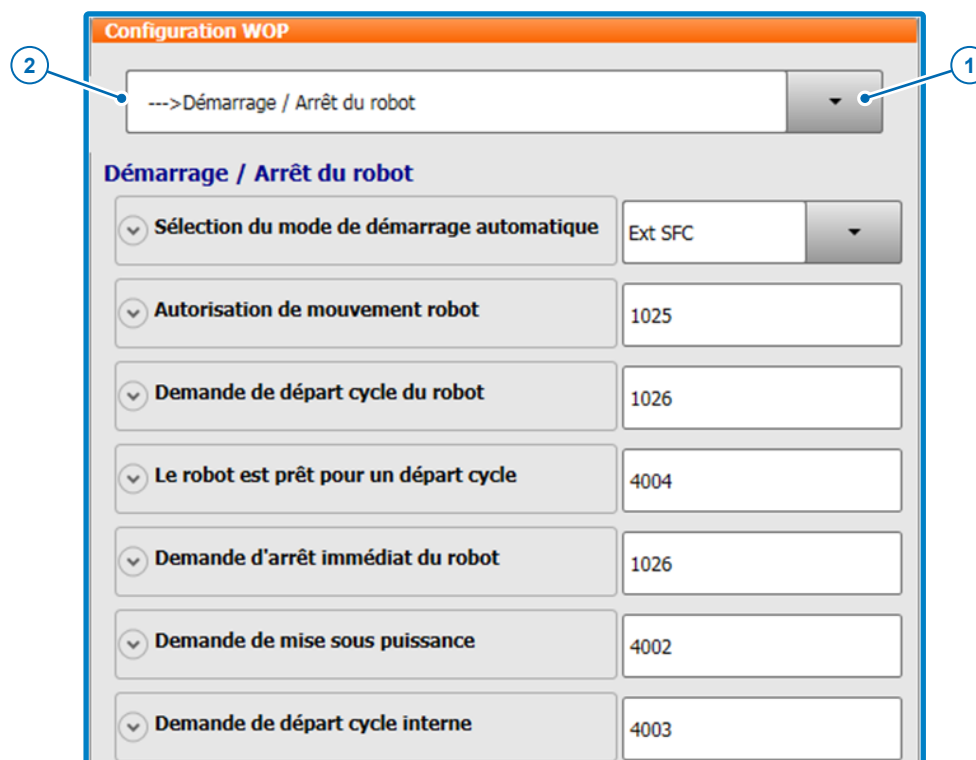 Configuration WOP
2
1
--->Démarrage / Arrêt du robot
Démarrage / Arrêt du robot
Sélection du mode de démarrage automatique
Ext SFC
Autorisation de mouvement robot
1025
Demande de départ cycle du robot
1026
Le robot est prêt pour un départ cycle
4004
Demande d'arrêt immédiat du robot
1026
Demande de mise sous puissance
4002
Demande de départ cycle interne
4003